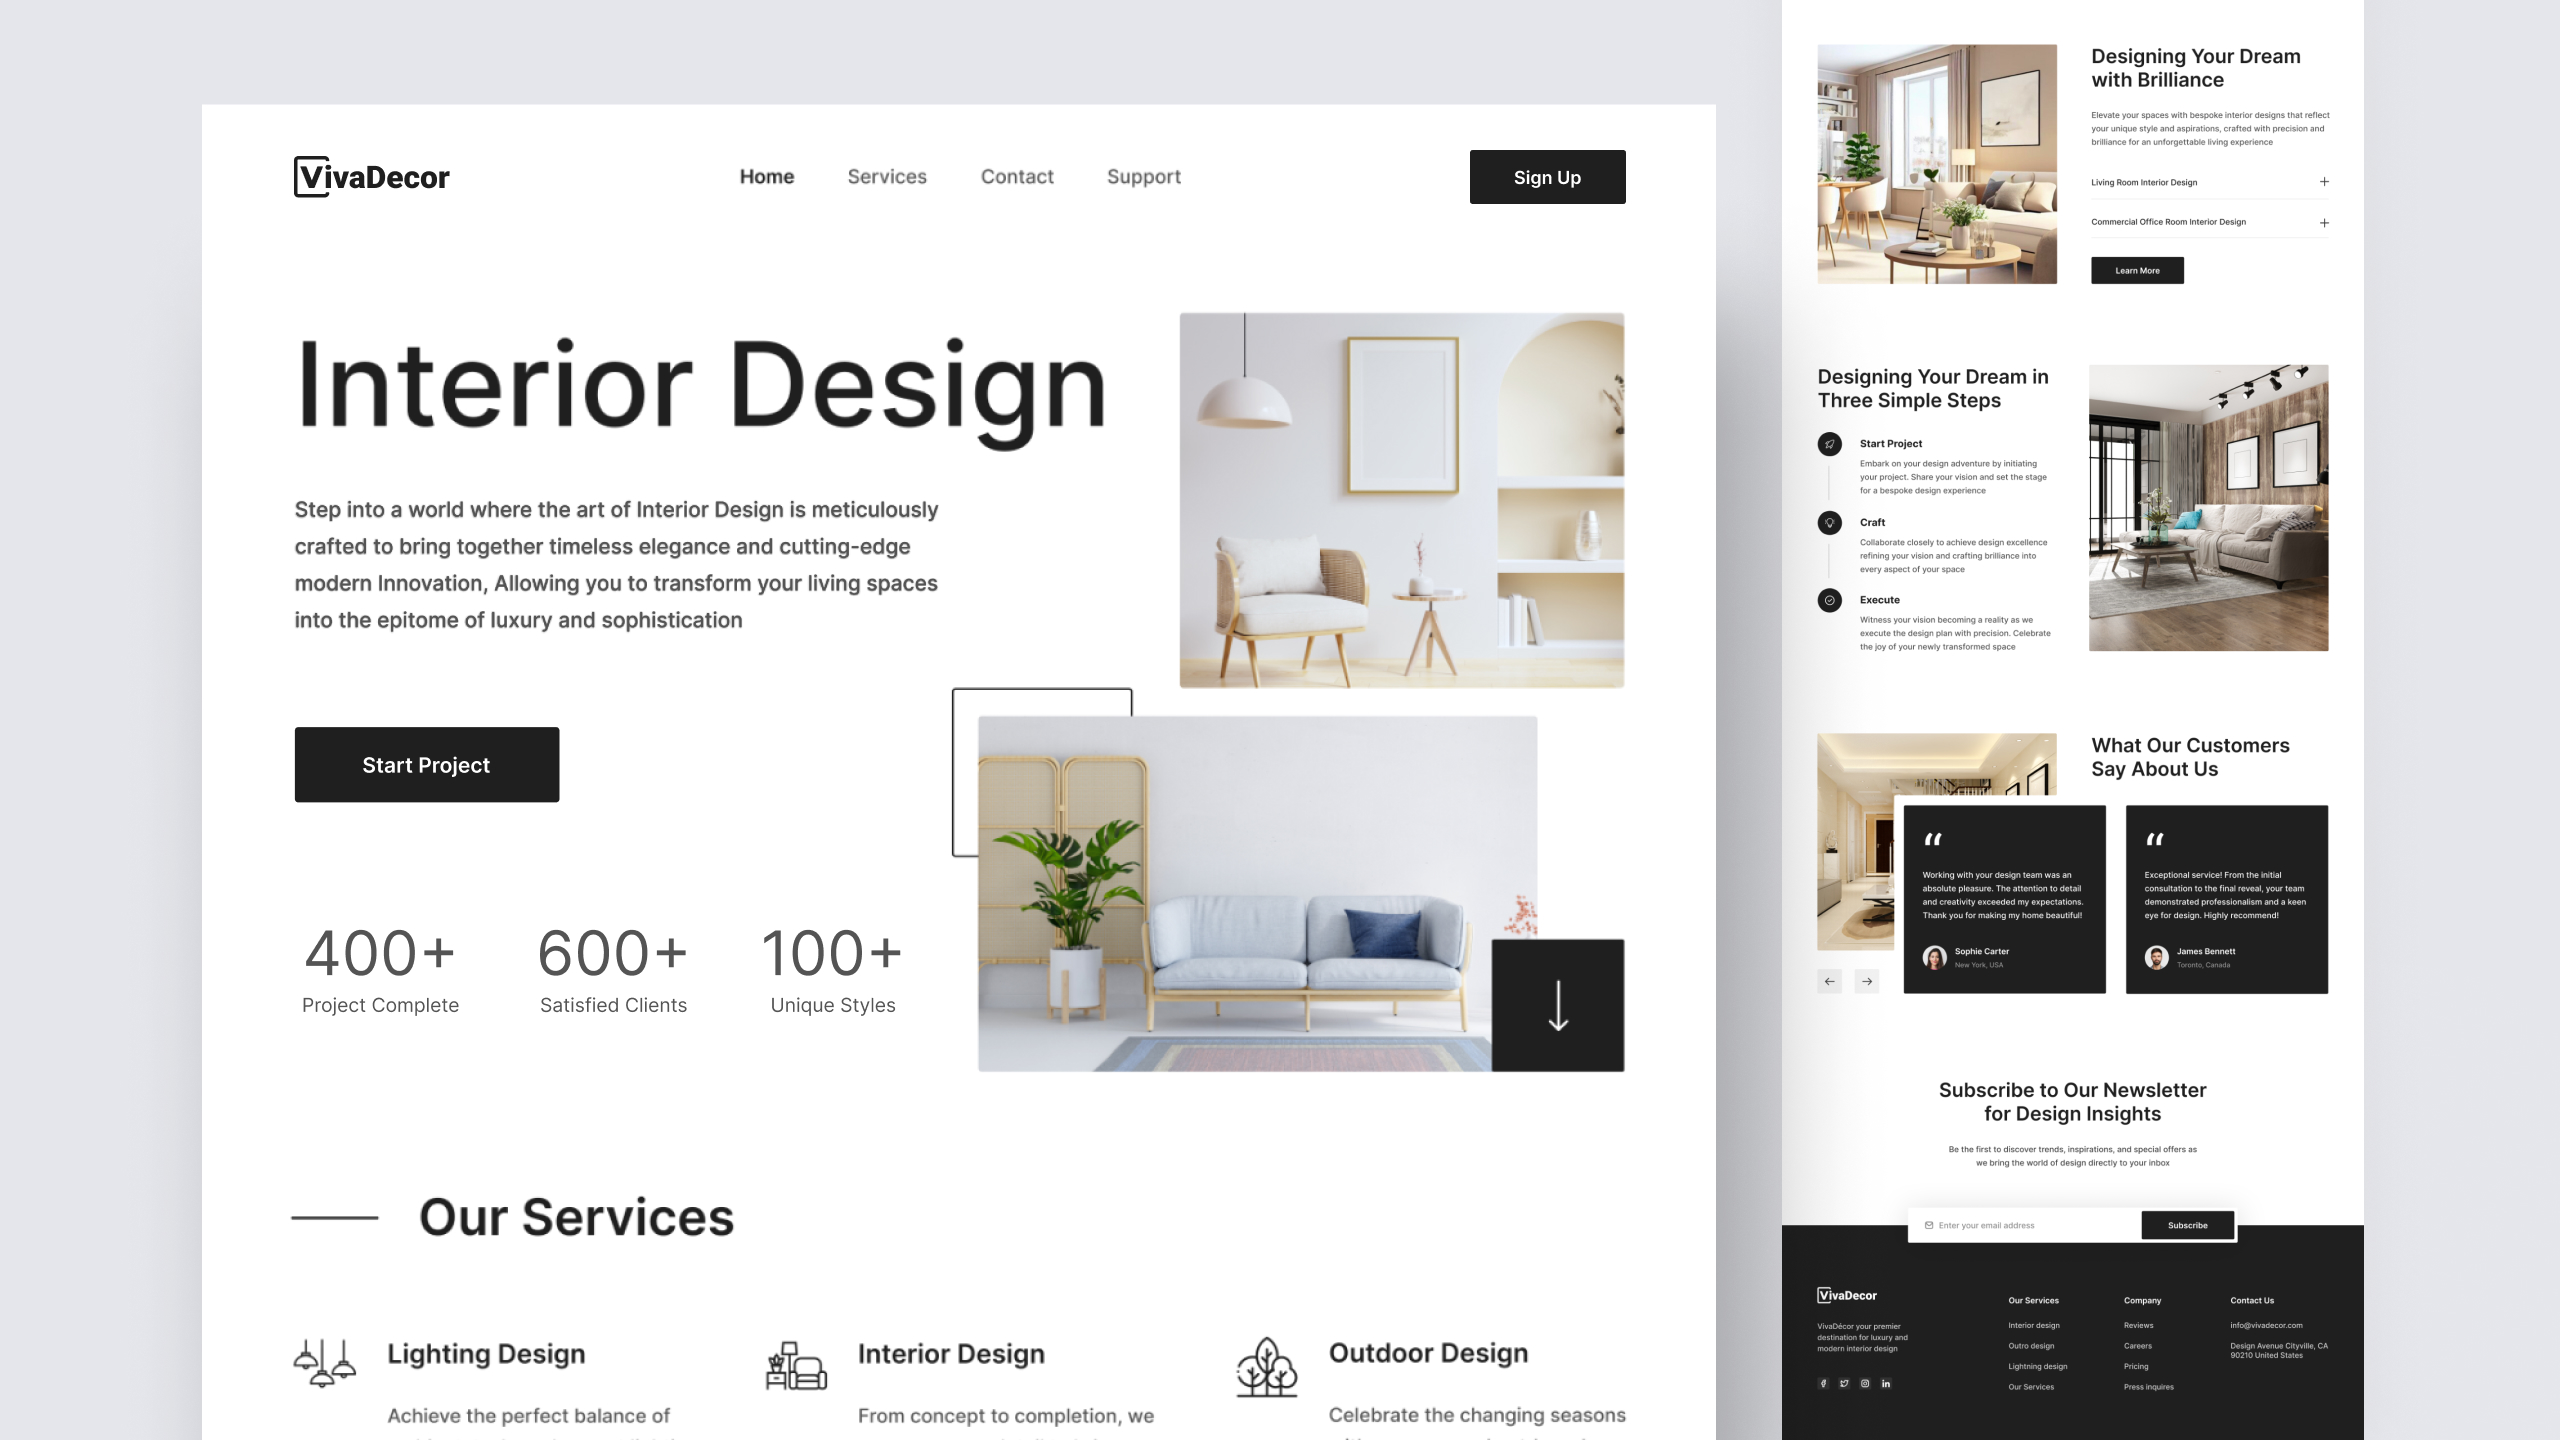 VivaDecor
Home
Services
Contact
Support
Sign Up
Interior Design
Step into a world where the art of Interior Design is meticulously
crafted to bring together timeless elegance and cutting-edge
modern Innovation, Allowing you to transform your living spaces
into the epitome of luxury and sophistication
Start Project
400+
Project Complete
600+
Satisfied Clients
100+
Unique Styles
Our Services
Lighting Design
Achieve the perfect balance of
Interior Design
From concept to completion, we
Outdoor Design
Celebrate the changing seasons
Designing Your Dream
with Brilliance
Elevate your spaces with bespoke interior designs that reflect
your unique style and aspirations, crafted with precision and
brilliance for an unforgettable living experience
Living Room Interior Design
Commercial Office Room Interior Design
Learn More
Designing Your Dream in
Three Simple Steps
Start Project
Embark on your design adventure by initiating
your project. Share your vision and set the stage
for a bespoke design experience
Craft
Collaborate closely to achieve design excellence
refining your vision and crafting brilliance into
every aspect of your space
Execute
Witness your vision becoming a reality as we
execute the design plan with precision. Celebrate
the joy of your newly transformed space
What Our Customers
Say About Us
“
Working with your design team was an
absolute pleasure. The attention to detail
and creativity exceeded my expectations.
Thank you for making my home beautiful!
Sophie Carter
New York, USA
“
Exceptional service! From the initial
consultation to the final reveal, your team
demonstrated professionalism and a keen
eye for design. Highly recommend!
James Bennett
Toronto, Canada
Subscribe to Our Newsletter
for Design Insights
Be the first to discover trends, inspirations, and special offers as
we bring the world of design directly to your inbox
Enter your email address
Subscribe
VivaDecor
VivaDécor your premier
destination for luxury and
modern interior design
Our Services
Interior design
Outro design
Lightning design
Our Services
Company
Reviews
Careers
Pricing
Press inquires
Contact Us
info@vivadecor.com
Design Avenue Cityville, CA
90210 United States